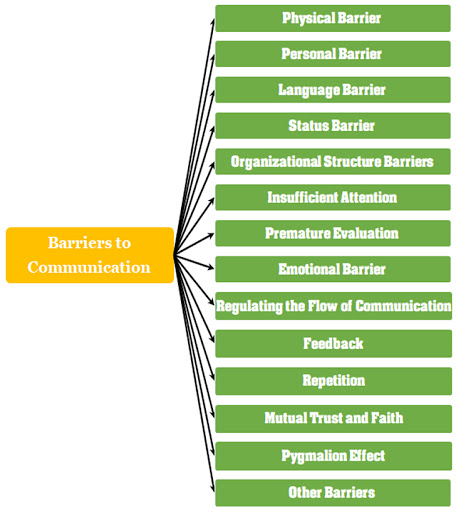 Physical Barrier
Personal Barrier
Language Barrier
Status Barrier
Organizational Structure Barriers
Insufficient Attention
Premature Evaluation
Barriers to
Communication
Emotional Barrier
Regulating the Flow of Communication
Feedback
Repetition
Mutual Trust and Faith
Pygmalion Effect
Other Barriers